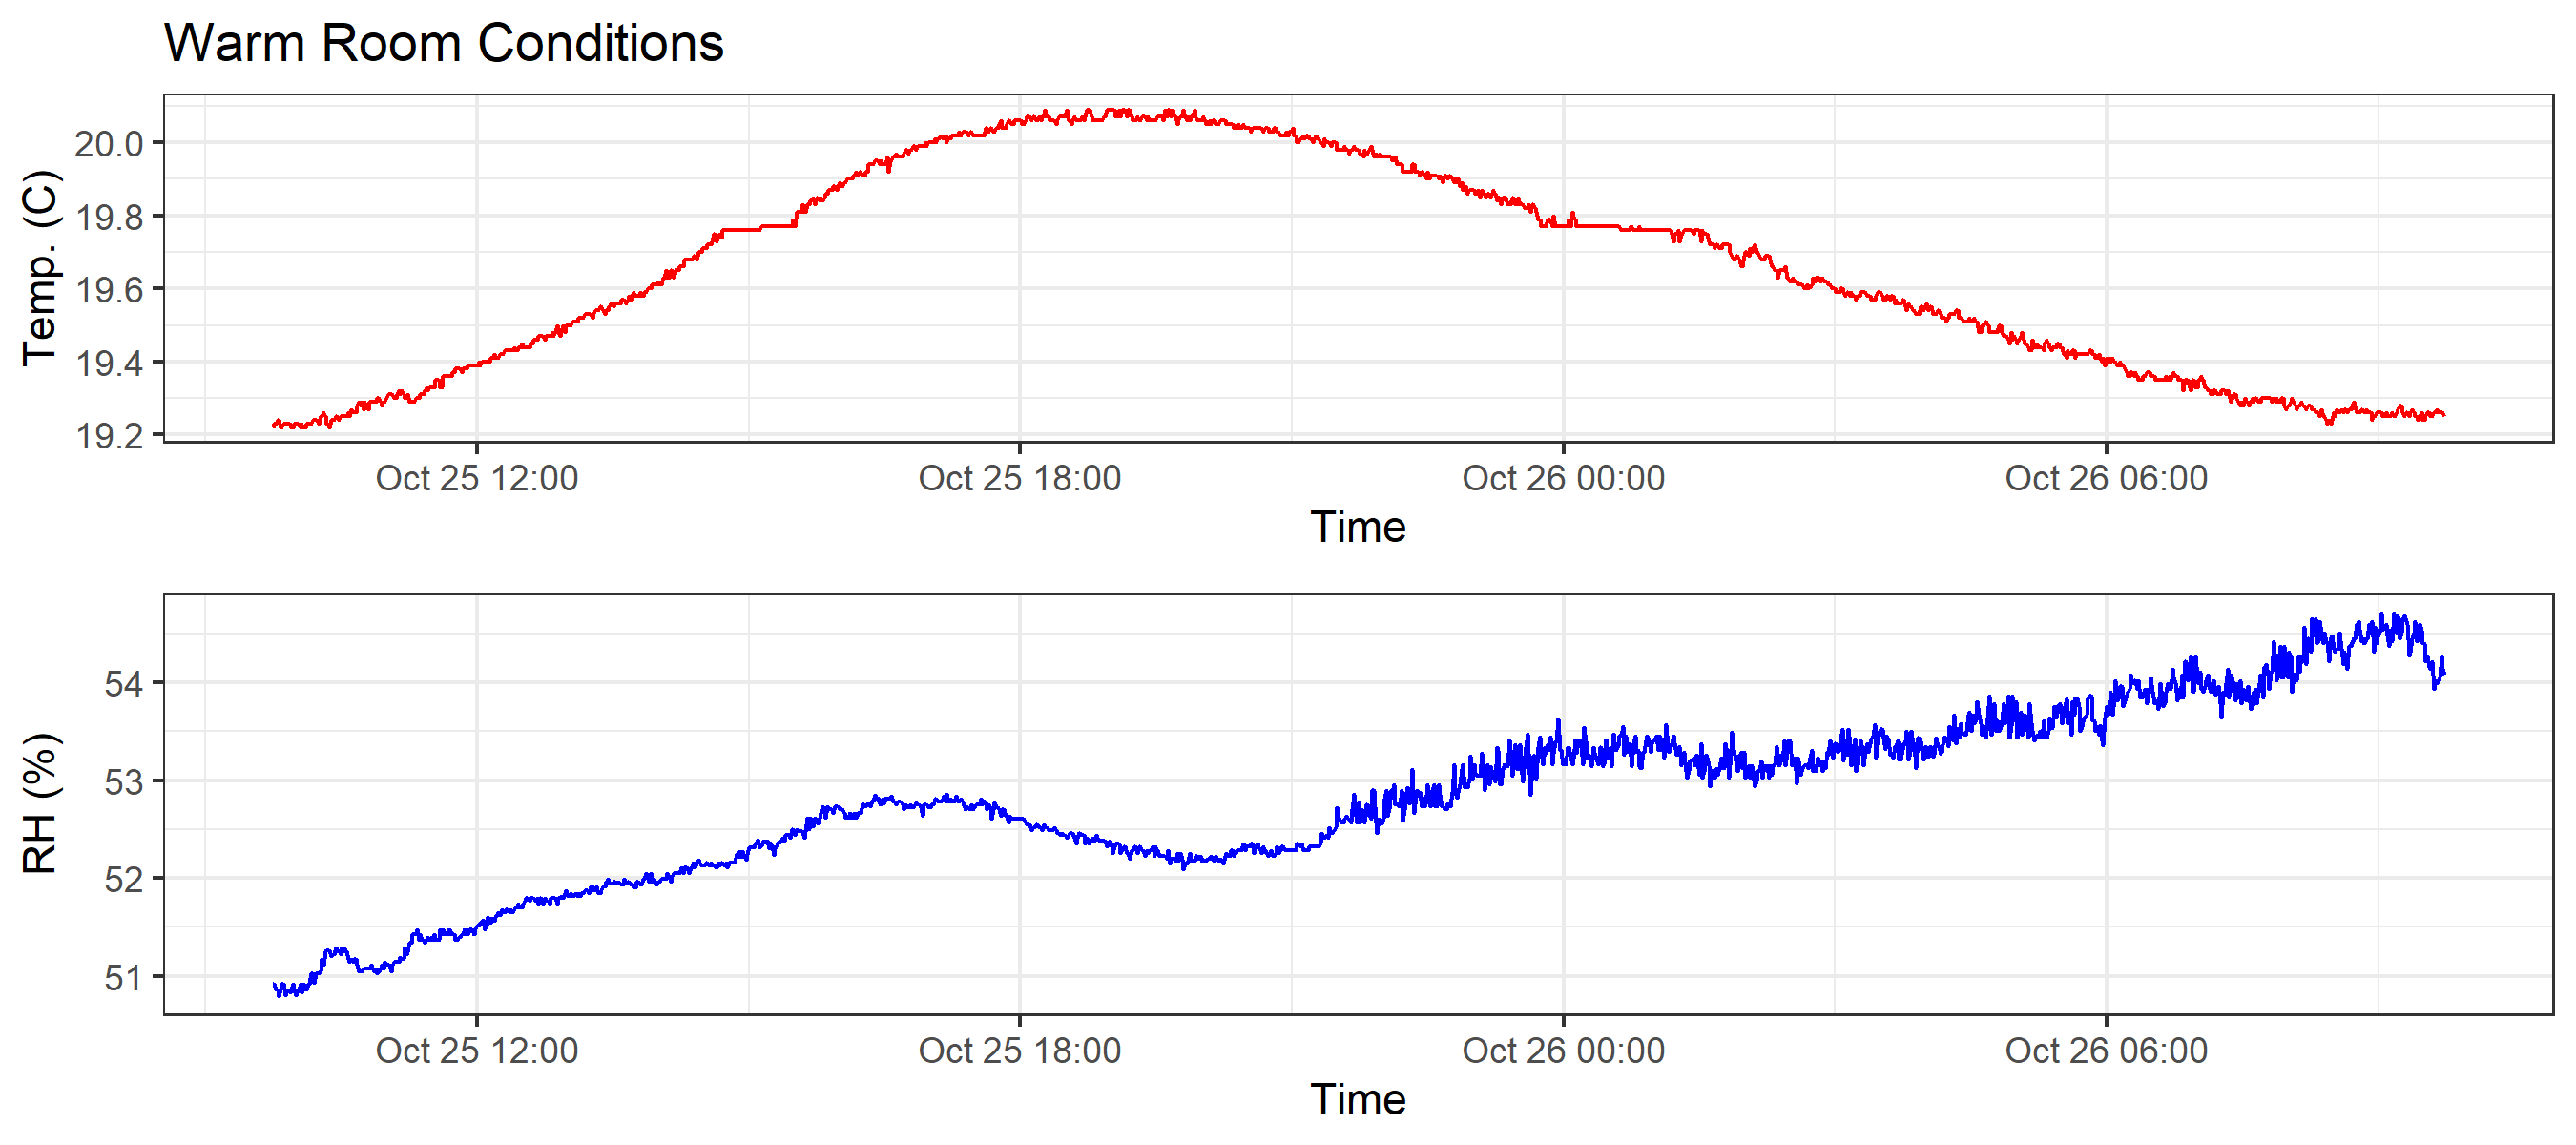 Warm Room Conditions
Temp. (C)
20.0
19.8
19.6
19.4
19.2
Oct 25 12:00 Oct 25 18:00 Oct 26 00:00 Oct 26 06:00
Time
RH (%)
54
53
52
51
Oct 25 12:00 Oct 25 18:00 Oct 26 00:00 Oct 26 06:00
Time